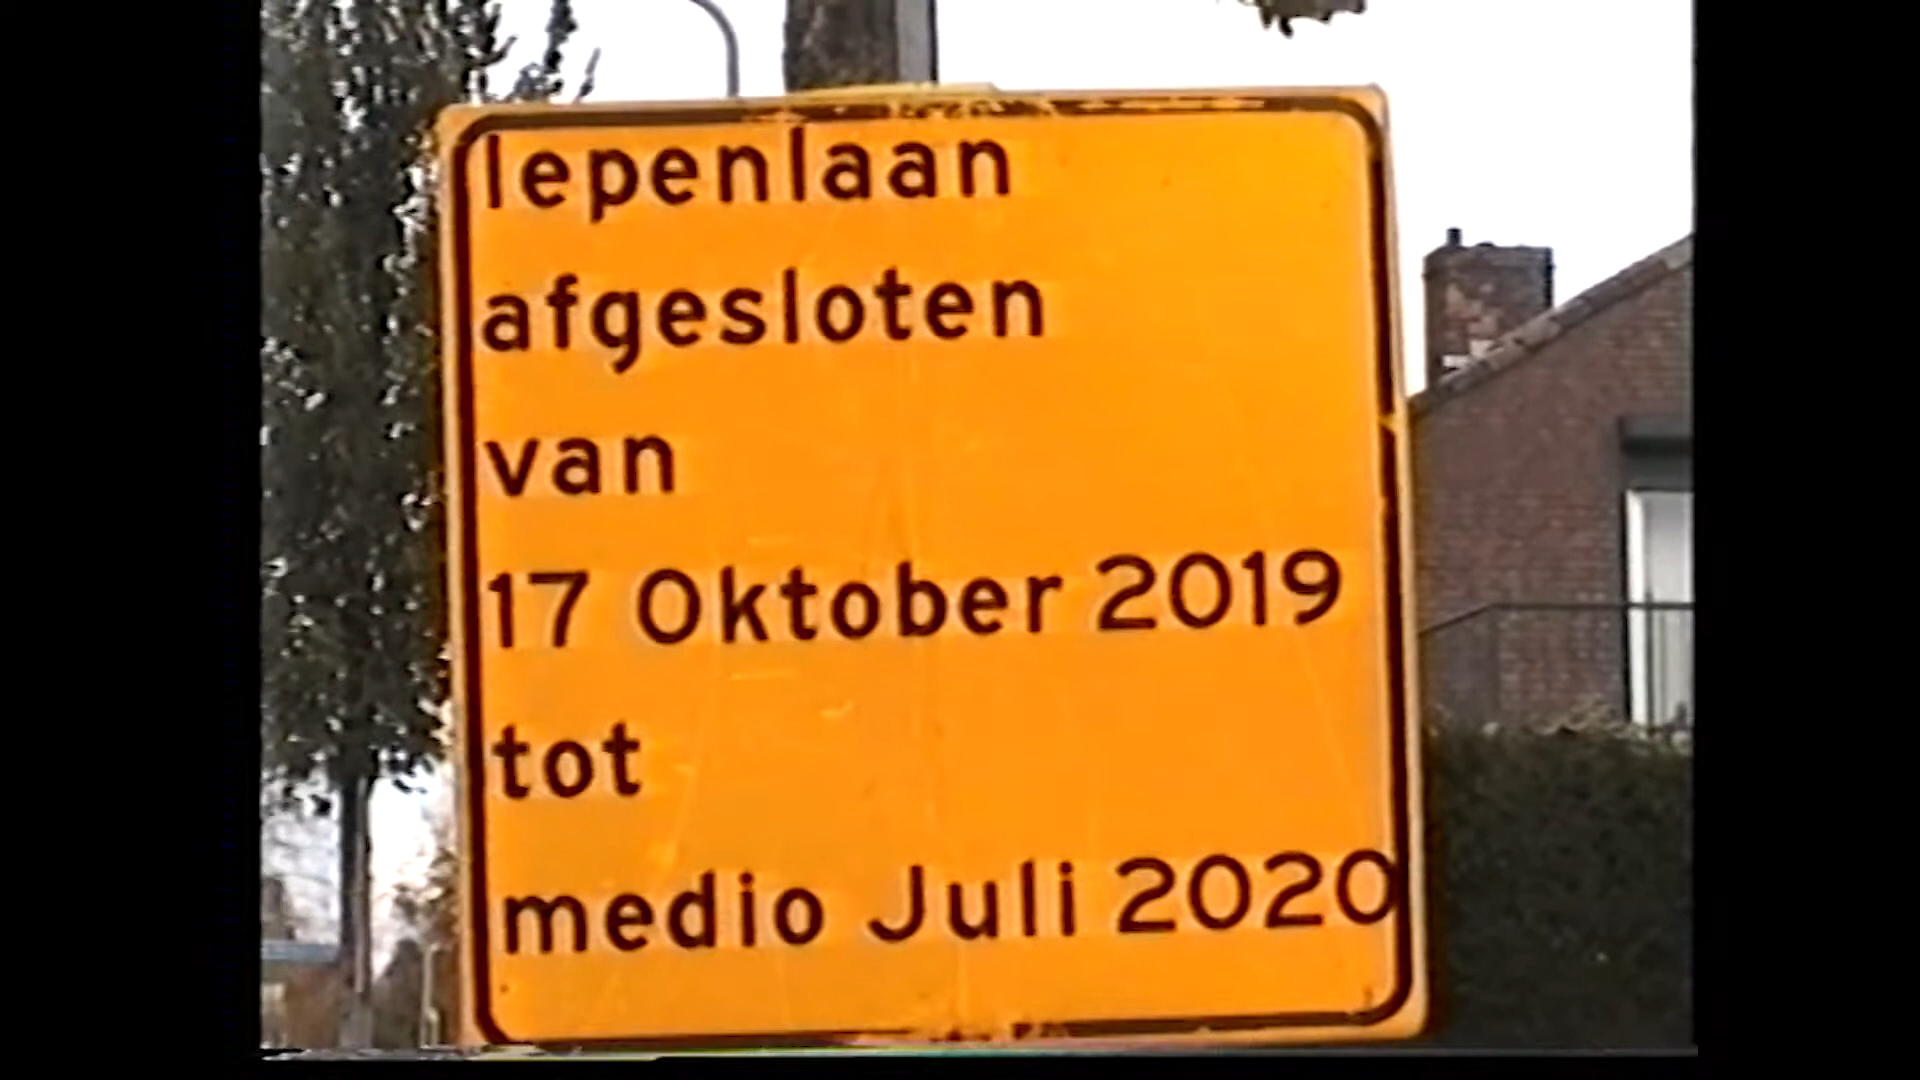 Iepenlaan
afgesloten
van
17 Oktober 2019
tot
medio Juli 2020